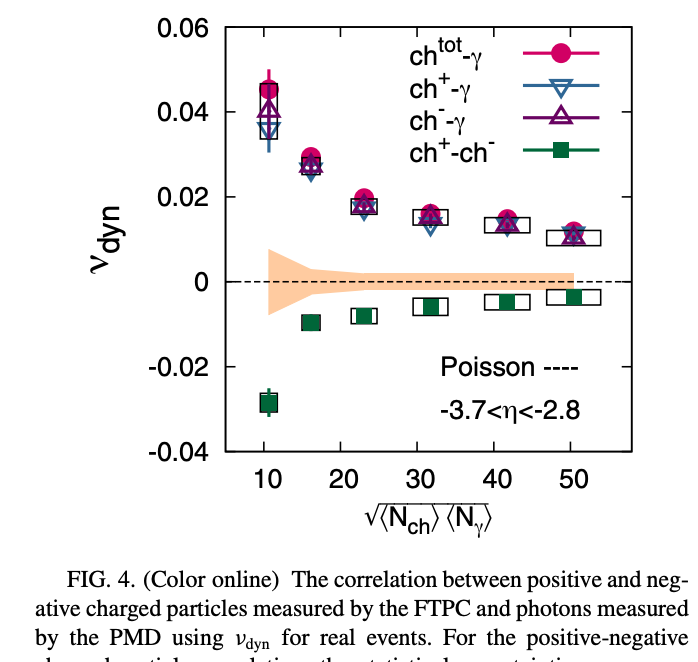 0.06
0.04
0.02
0
-0.02
-0.04
ν_dyn
ch^tot-γ
ch^+-γ
ch^--γ
ch^+-ch^-
Poisson ----
-3.7<η<-2.8
10 20 30 40 50
√⟨N_ch⟩ ⟨N_γ⟩
FIG. 4. (Color online) The correlation between positive and neg-
ative charged particles measured by the FTPC and photons measured
by the PMD using ν_dyn for real events. For the positive-negative